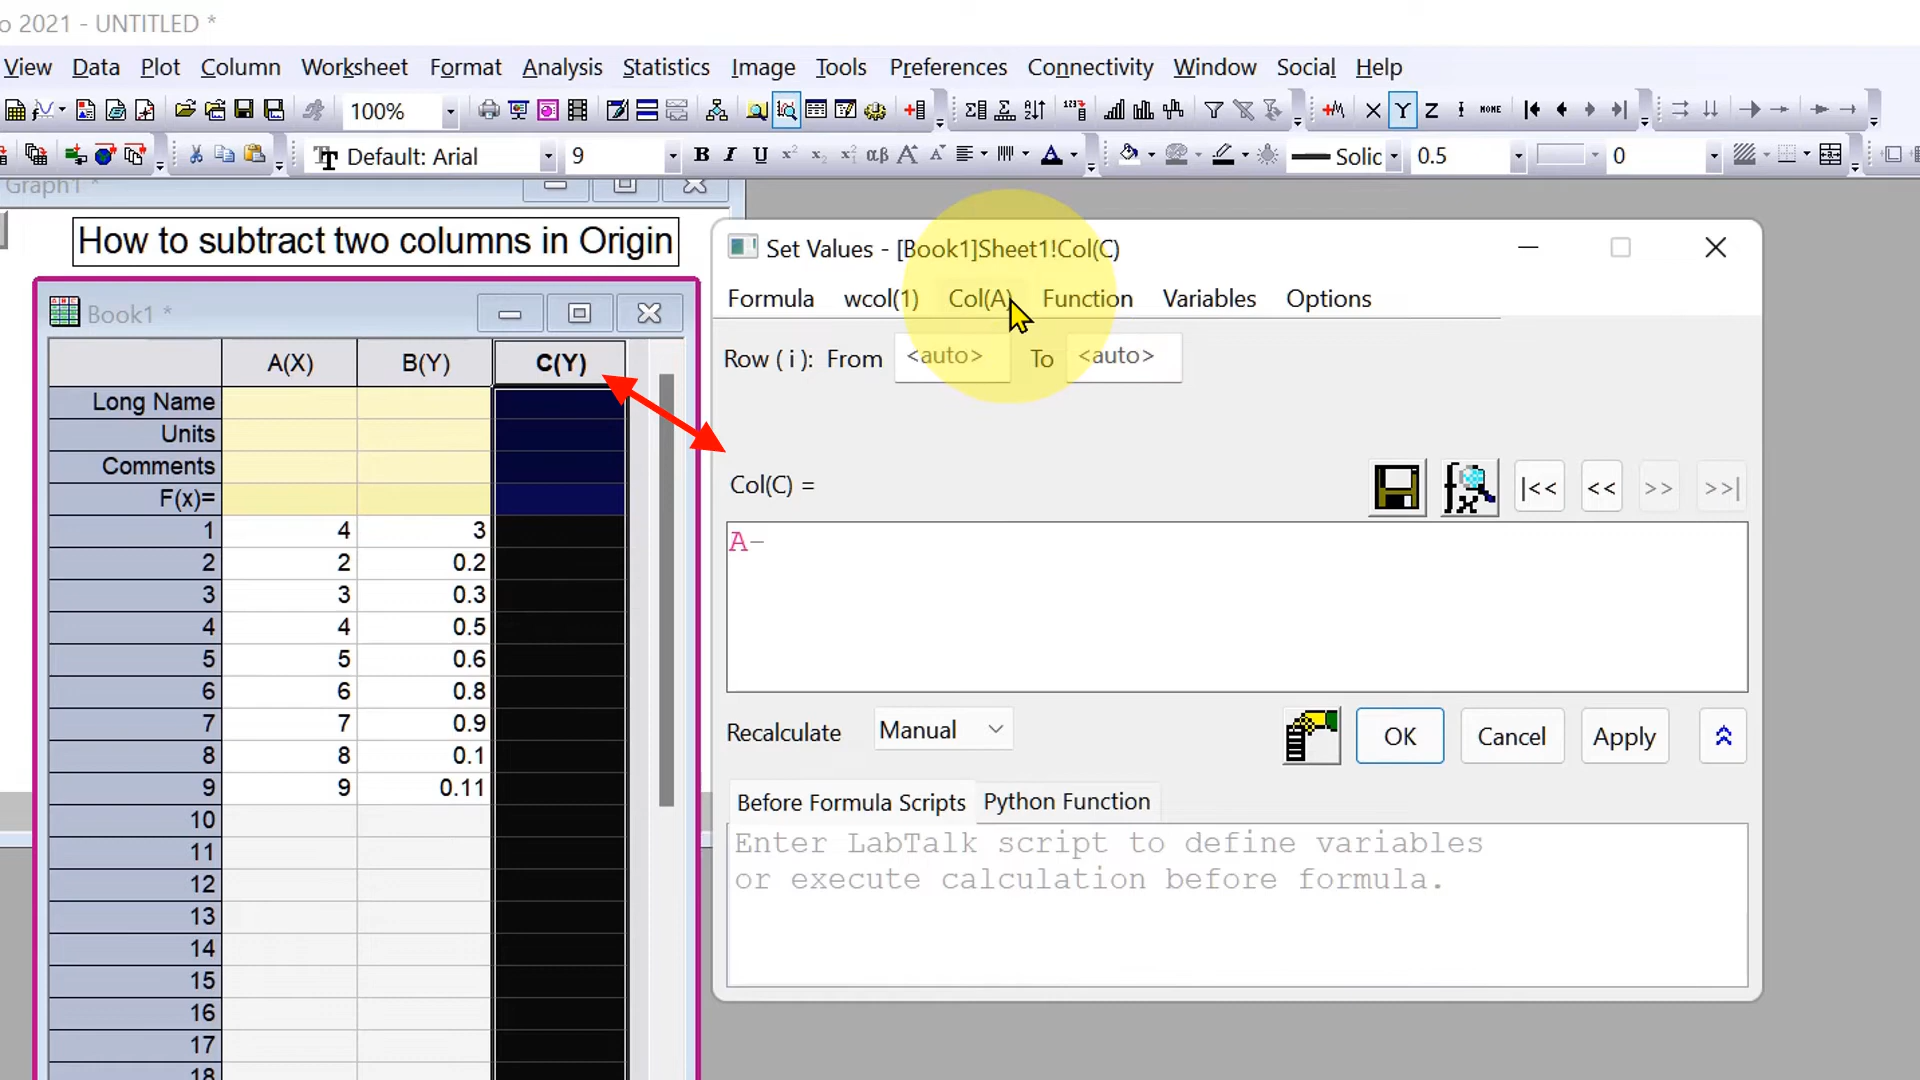 o 2021 - UNTITLED *
View Data Plot Column Worksheet Format Analysis Statistics Image Tools Preferences Connectivity Window Social Help
100% X Y Z
Default: Arial 9 B I U αβ A A A Solic 0.5 0
Graph1 *
How to subtract two columns in Origin
Book1 *
A(X) B(Y) C(Y)
Long Name
Units
Comments
F(x)=
1 4 3
2 2 0.2
3 3 0.3
4 4 0.5
5 5 0.6
6 6 0.8
7 7 0.9
8 8 0.1
9 9 0.11
10
11
12
13
14
15
16
17
18
Set Values - [Book1]Sheet1!Col(C)
Formula wcol(1) Col(A) Function Variables Options
Row ( i ): From <auto> To <auto>
Col(C) =
|<< << >> >>|
A-
Recalculate Manual OK Cancel Apply
Before Formula Scripts Python Function
Enter LabTalk script to define variables
or execute calculation before formula.